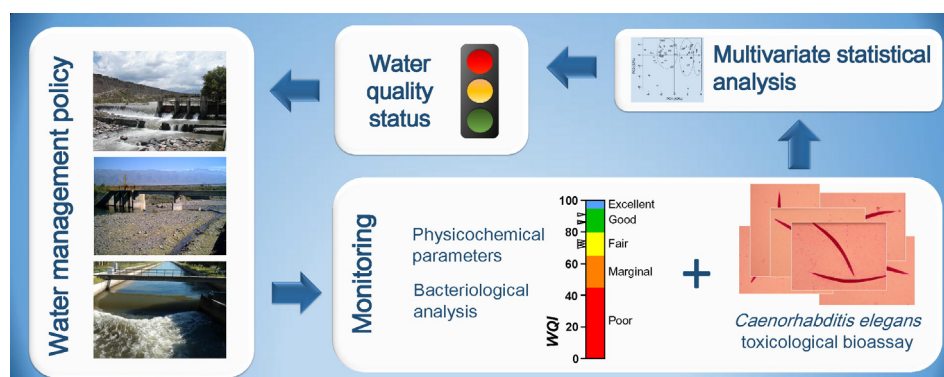 Water management policy
Water
quality
status
Multivariate statistical
analysis
Monitoring
Physicochemical
parameters
Bacteriological
analysis
WQI
100
80
60
40
20
0
Excellent
Good
Fair
Marginal
Poor
+
Caenorhabditis elegans
toxicological bioassay